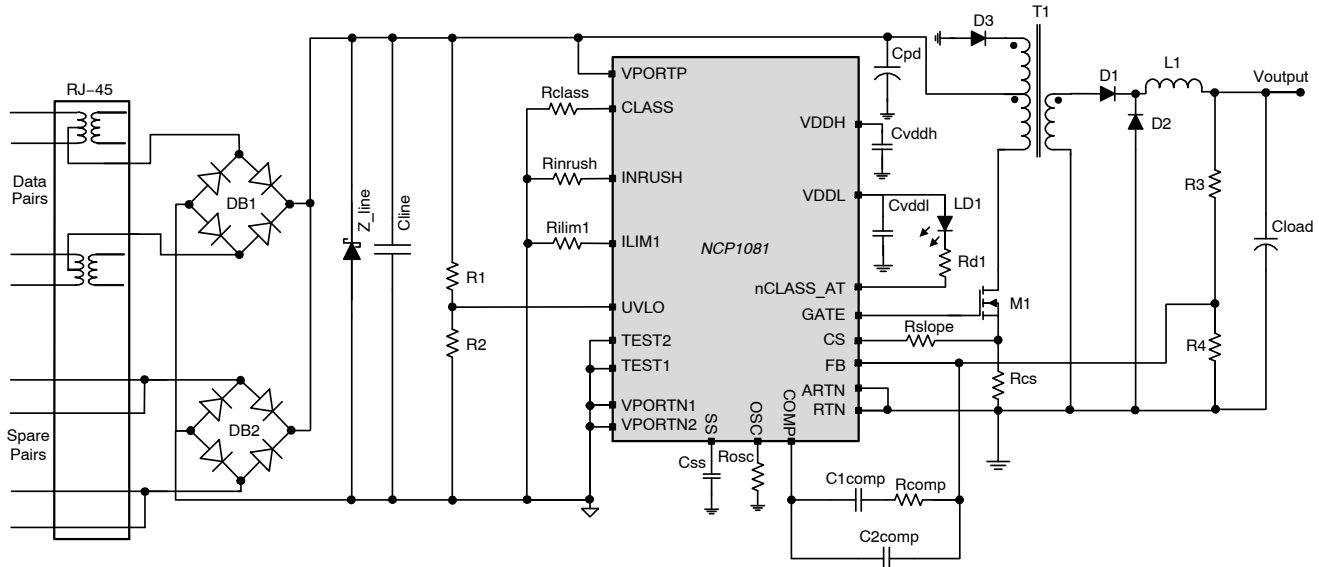 T1
D3
Cpd
D1
L1
Voutput
RJ−45
VPORTP
Rclass
CLASS
VDDH
Cvddh
D2
Data
Pairs
DB1
Z_line
Cline
Rinrush
INRUSH
VDDL
Cvddl
LD1
R3
Rilim1
ILIM1
NCP1081
Rd1
Cload
R1
nCLASS_AT
UVLO
GATE
M1
R2
TEST2
CS
Rslope
TEST1
FB
R4
Rcs
ARTN
VPORTN1
RTN
VPORTN2
SS
OSC
COMP
Spare
Pairs
DB2
Css
Rosc
C1comp
Rcomp
C2comp